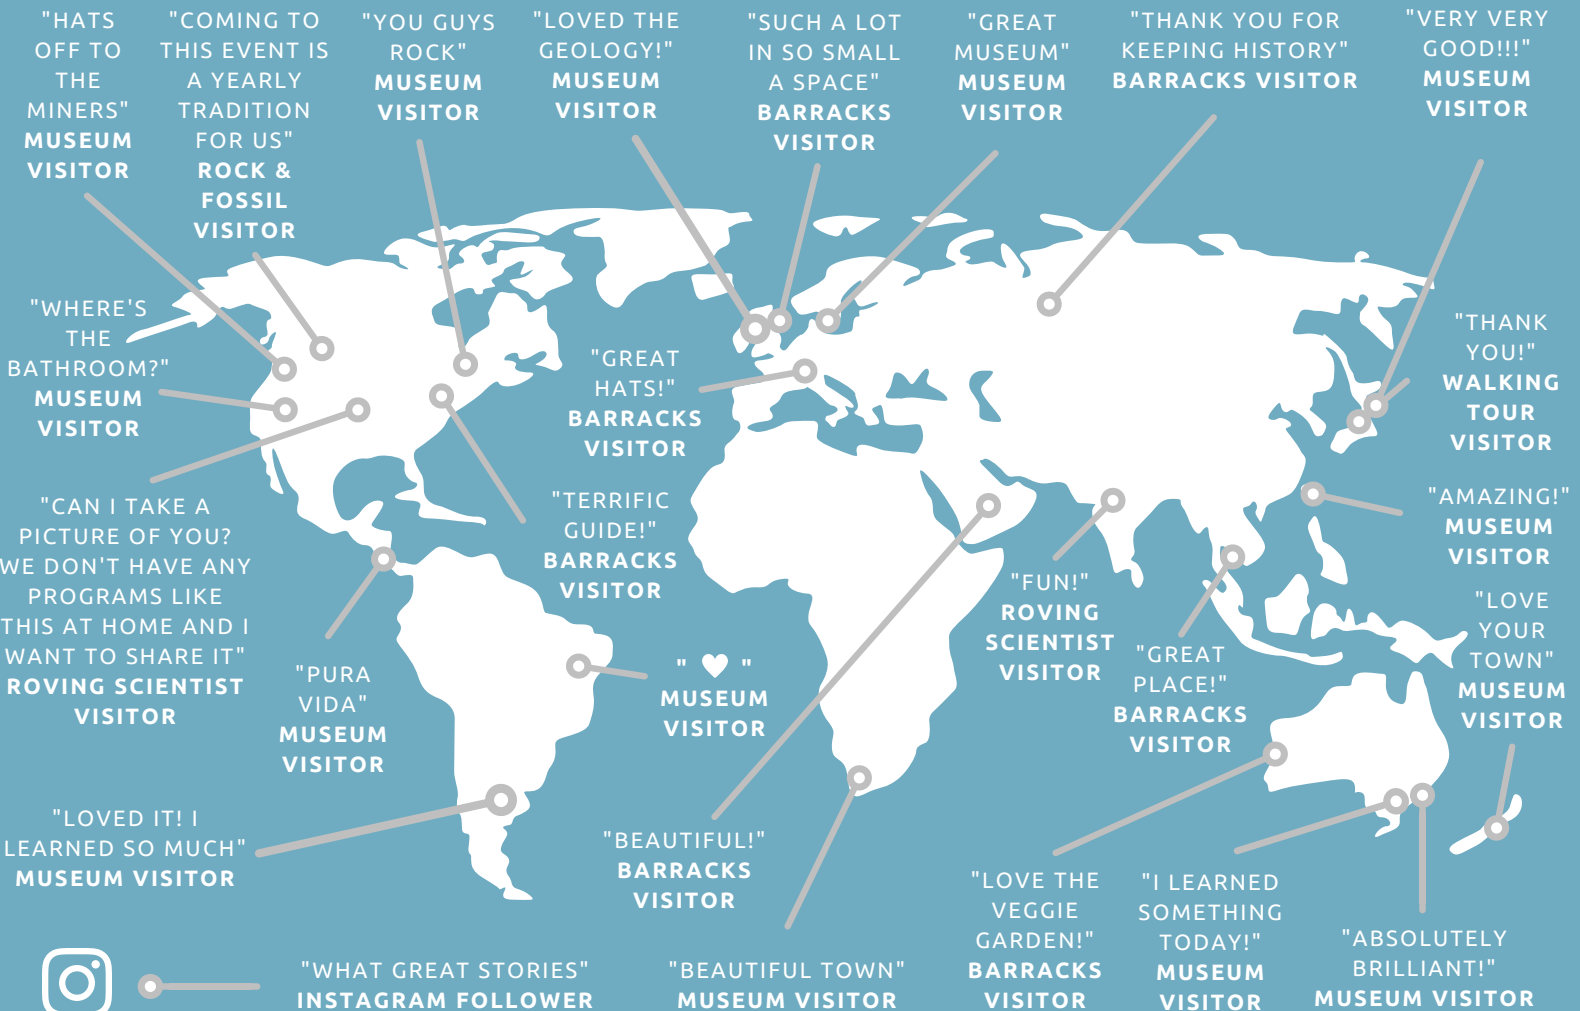 "HATS
OFF TO
THE
MINERS"
MUSEUM
VISITOR
"COMING TO
THIS EVENT IS
A YEARLY
TRADITION
FOR US"
ROCK &
FOSSIL
VISITOR
"YOU GUYS
ROCK"
MUSEUM
VISITOR
"LOVED THE
GEOLOGY!"
MUSEUM
VISITOR
"SUCH A LOT
IN SO SMALL
A SPACE"
BARRACKS
VISITOR
"GREAT
MUSEUM"
MUSEUM
VISITOR
"THANK YOU FOR
KEEPING HISTORY"
BARRACKS VISITOR
"VERY VERY
GOOD!!!"
MUSEUM
VISITOR
"WHERE'S
THE
BATHROOM?"
MUSEUM
VISITOR
"GREAT
HATS!"
BARRACKS
VISITOR
"THANK
YOU!"
WALKING
TOUR
VISITOR
"CAN I TAKE A
PICTURE OF YOU?
WE DON'T HAVE ANY
PROGRAMS LIKE
THIS AT HOME AND I
WANT TO SHARE IT"
ROVING SCIENTIST
VISITOR
"TERRIFIC
GUIDE!"
BARRACKS
VISITOR
"AMAZING!"
MUSEUM
VISITOR
"FUN!"
ROVING
SCIENTIST
VISITOR
"LOVE
YOUR
TOWN"
MUSEUM
VISITOR
"PURA
VIDA"
MUSEUM
VISITOR
" ♥ "
MUSEUM
VISITOR
"GREAT
PLACE!"
BARRACKS
VISITOR
"LOVED IT! I
LEARNED SO MUCH"
MUSEUM VISITOR
"BEAUTIFUL!"
BARRACKS
VISITOR
"LOVE THE
VEGGIE
GARDEN!"
BARRACKS
VISITOR
"I LEARNED
SOMETHING
TODAY!"
MUSEUM
VISITOR
"ABSOLUTELY
BRILLIANT!"
MUSEUM VISITOR
"WHAT GREAT STORIES"
INSTAGRAM FOLLOWER
"BEAUTIFUL TOWN"
MUSEUM VISITOR